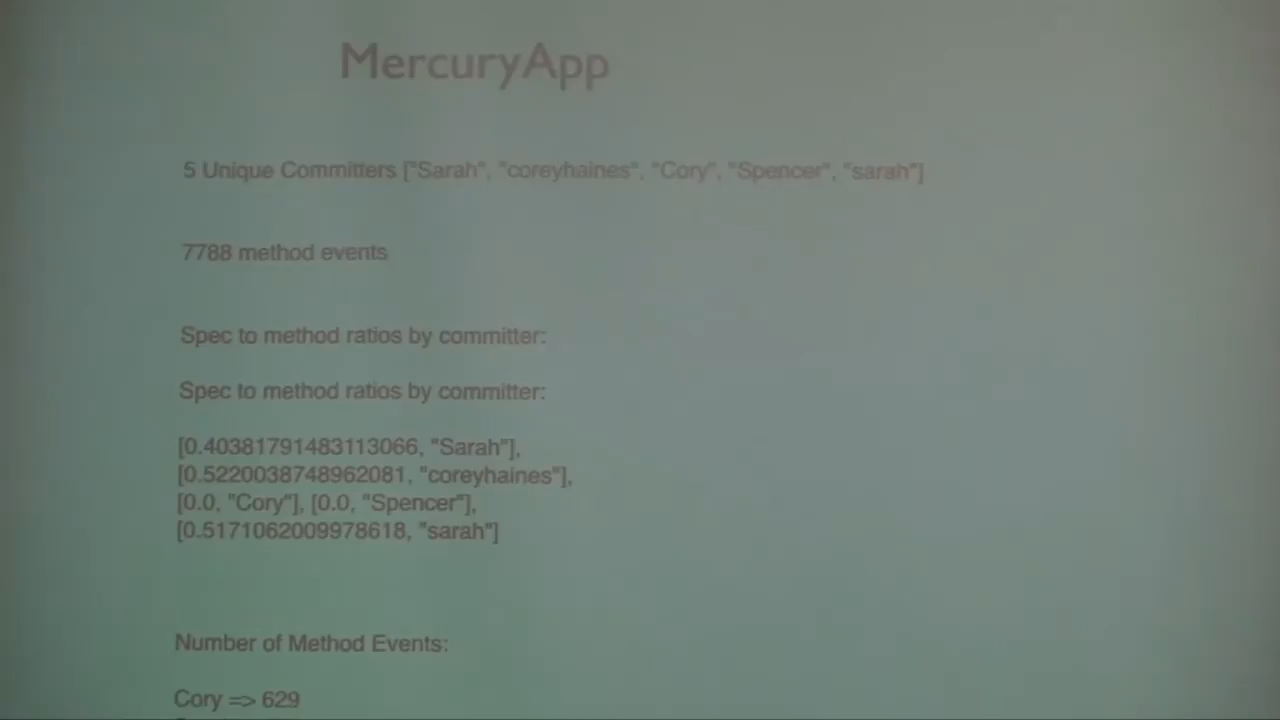 MercuryApp
5 Unique Committers ["Sarah", "coreyhaines", "Cory", "Spencer", "sarah"]
7788 method events
Spec to method ratios by committer:
Spec to method ratios by committer:
[0.40381791483113066, "Sarah"],
[0.5220038748962081, "coreyhaines"],
[0.0, "Cory"], [0.0, "Spencer"],
[0.5171062009978618, "sarah"]
Number of Method Events:
Cory => 629